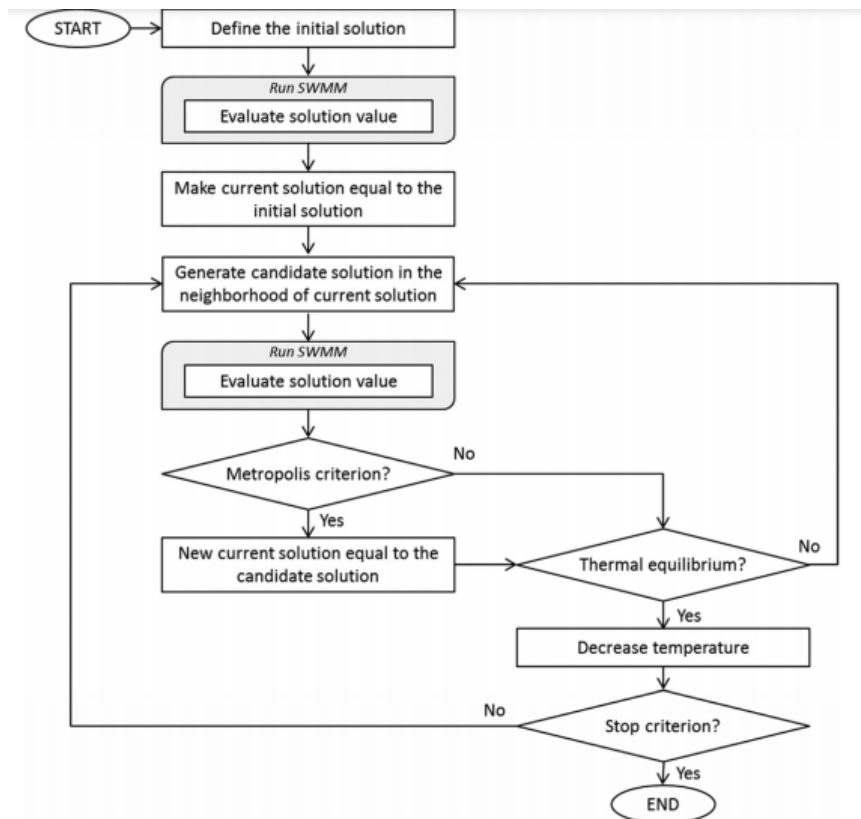 START
Define the initial solution
Run SWMM
Evaluate solution value
Make current solution equal to the
initial solution
Generate candidate solution in the
neighborhood of current solution
Run SWMM
Evaluate solution value
No
Metropolis criterion?
Yes
New current solution equal to the
candidate solution
No
Thermal equilibrium?
Yes
Decrease temperature
No
Stop criterion?
Yes
END